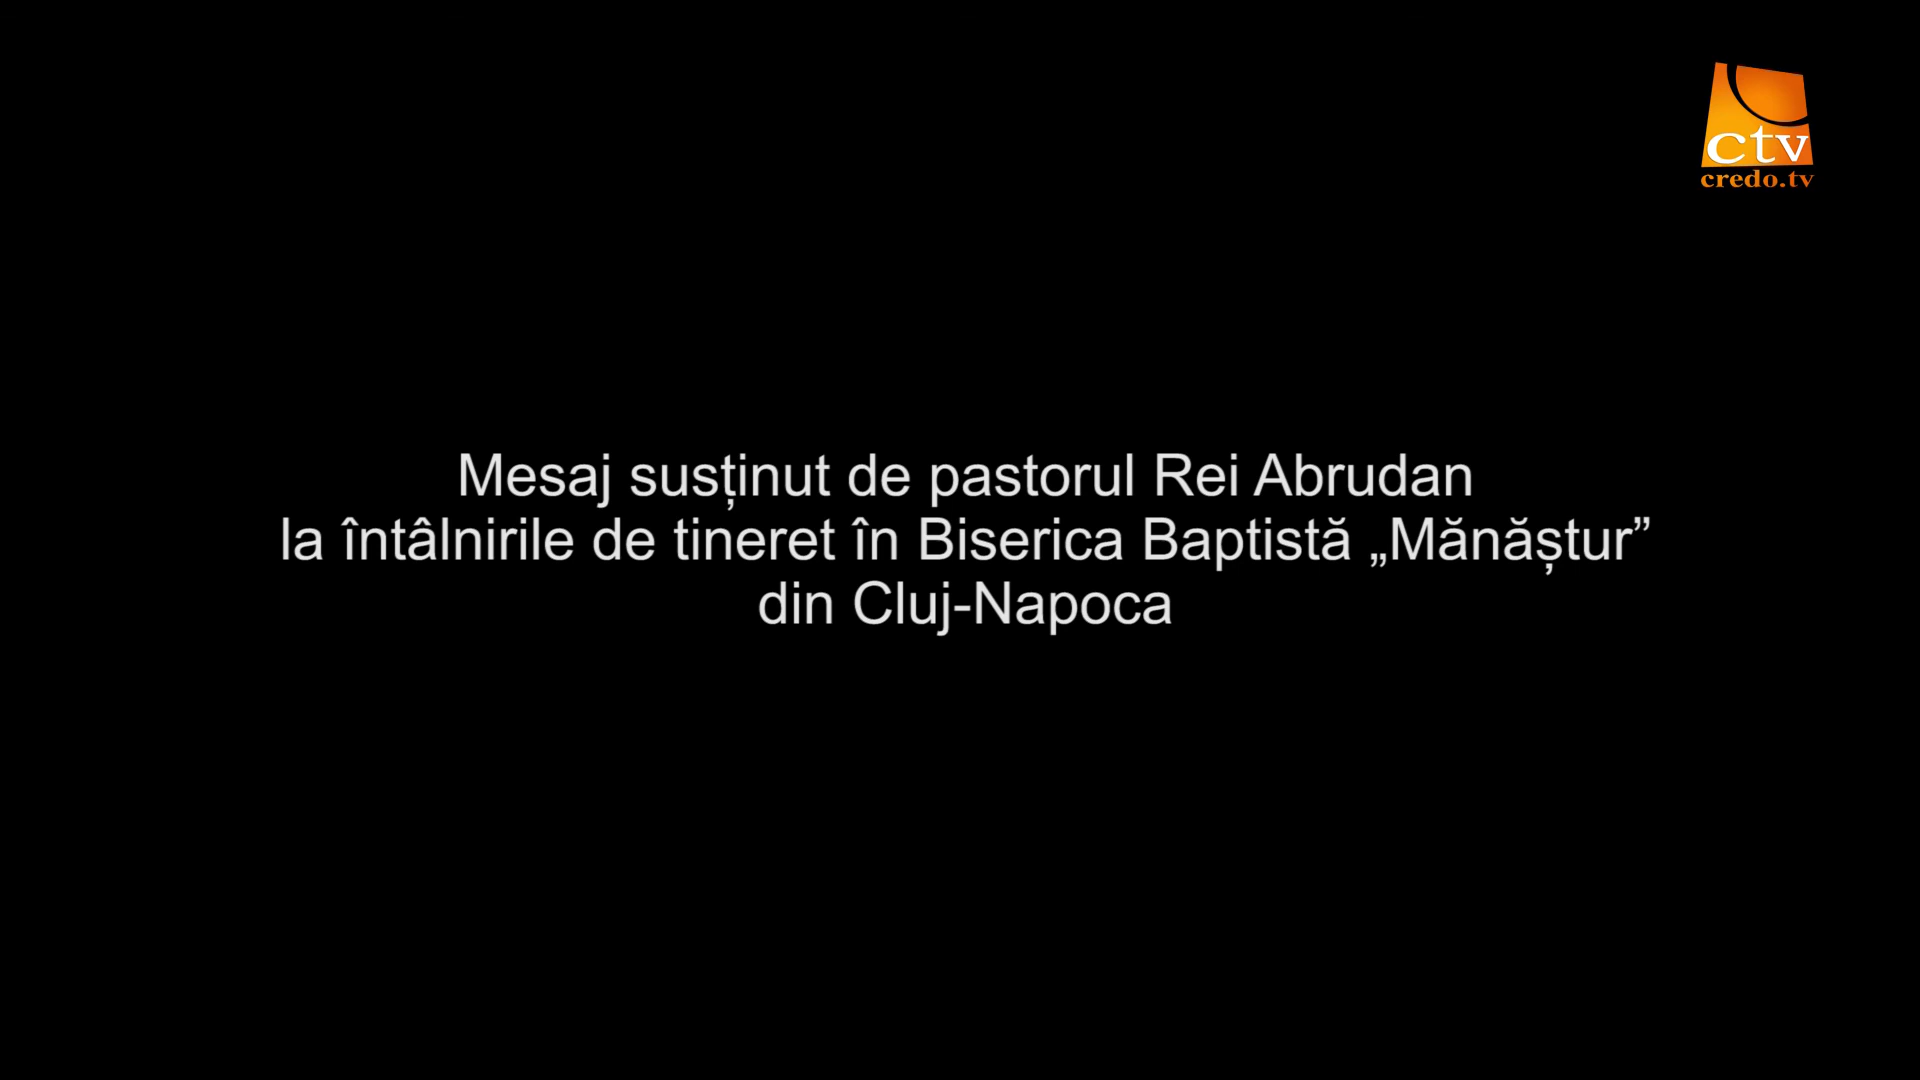 ctv
credo.tv
Mesaj susținut de pastorul Rei Abrudan
la întâlnirile de tineret în Biserica Baptistă „Mănăștur”
din Cluj-Napoca